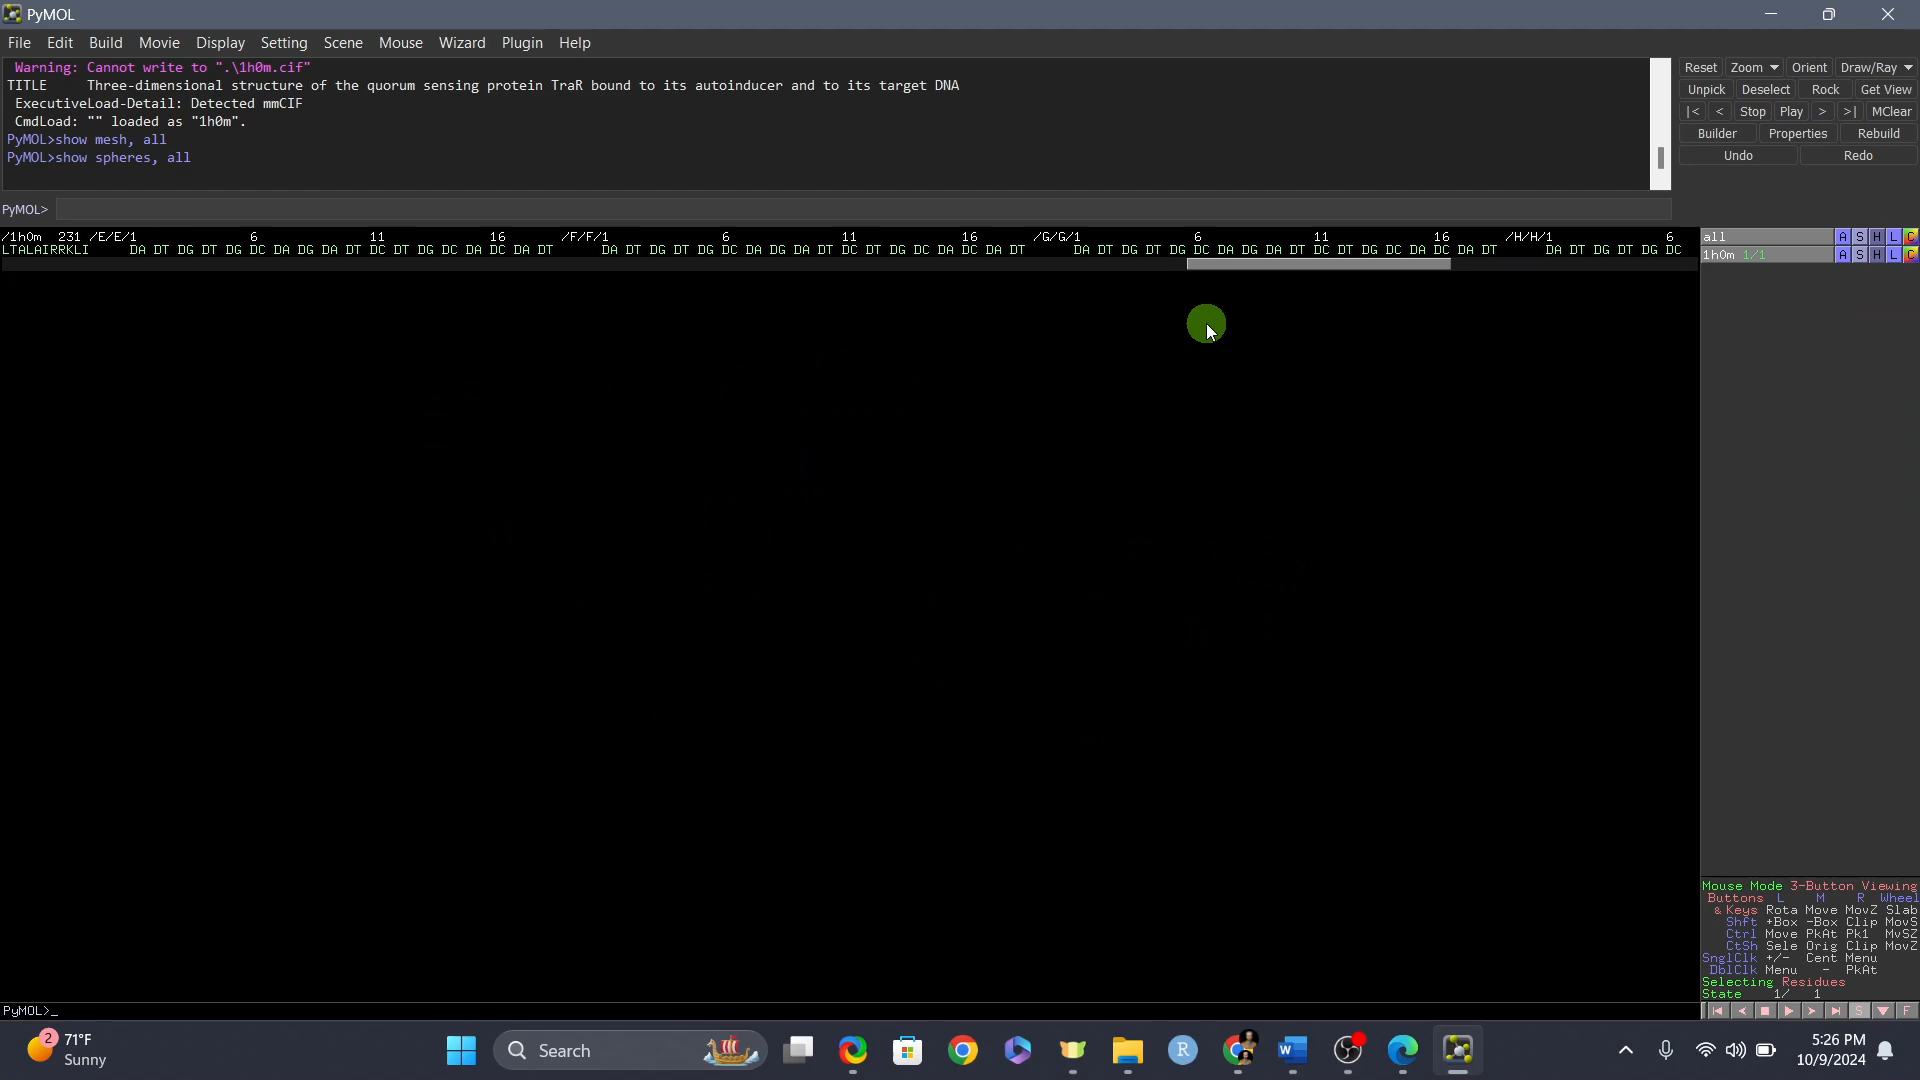 PyMOL
File Edit Build Movie Display Setting Scene Mouse Wizard Plugin Help
Warning: Cannot write to ".\1h0m.cif"
TITLE Three-dimensional structure of the quorum sensing protein TraR bound to its autoinducer and to its target DNA
ExecutiveLoad-Detail: Detected mmCIF
CmdLoad: "" loaded as "1h0m".
PyMOL>show mesh, all
PyMOL>show spheres, all
Reset Zoom Orient Draw/Ray
Unpick Deselect Rock Get View
|< < Stop Play > >| MClear
Builder Properties Rebuild
Undo Redo
PyMOL>
/1h0m 231 /E/E/1 6 11 16 /F/F/1 6 11 16 /G/G/1 6 11 16 /H/H/1 6
LTALAIRRKLI DA DT DG DT DG DC DA DG DA DT DC DT DG DC DA DC DA DT DA DT DG DT DG DC DA DG DA DT DC DT DG DC DA DC DA DT DA DT DG DT DG DC DA DG DA DT DC DT DG DC DA DC DA DT DA DT DG DT DG DC
all A S H L C
1h0m 1/1 A S H L C
Mouse Mode 3-Button Viewing
Buttons L M R Wheel
& Keys Rota Move MovZ Slab
Shft +Box -Box Clip MovS
Ctrl Move PkAt Pk1 MvSZ
CtSh Sele Orig Clip MovZ
SnglClk +/- Cent Menu
DblClk Menu - PkAt
Selecting Residues
State 1/ 1
PyMOL>_
S F
2 71°F
Sunny
Search
R
W
5:26 PM
10/9/2024